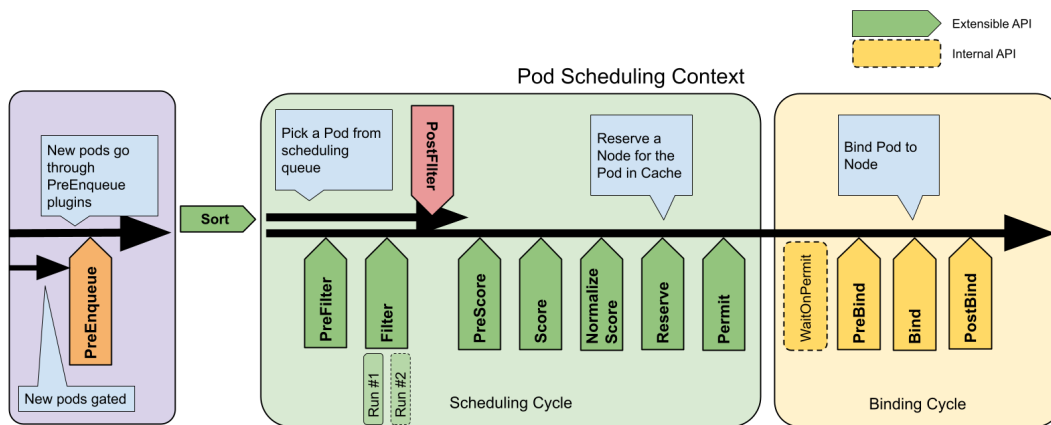 Extensible API
Internal API
Pod Scheduling Context
New pods go
through
PreEnqueue
plugins
PreEnqueue
New pods gated
Sort
Pick a Pod from
scheduling
queue
PostFIlter
Reserve a
Node for the
Pod in Cache
PreFilter
Filter
Run #1
Run #2
PreScore
Score
Normalize
Score
Reserve
Permit
Scheduling Cycle
Bind Pod to
Node
WaitOnPermit
PreBind
Bind
PostBind
Binding Cycle